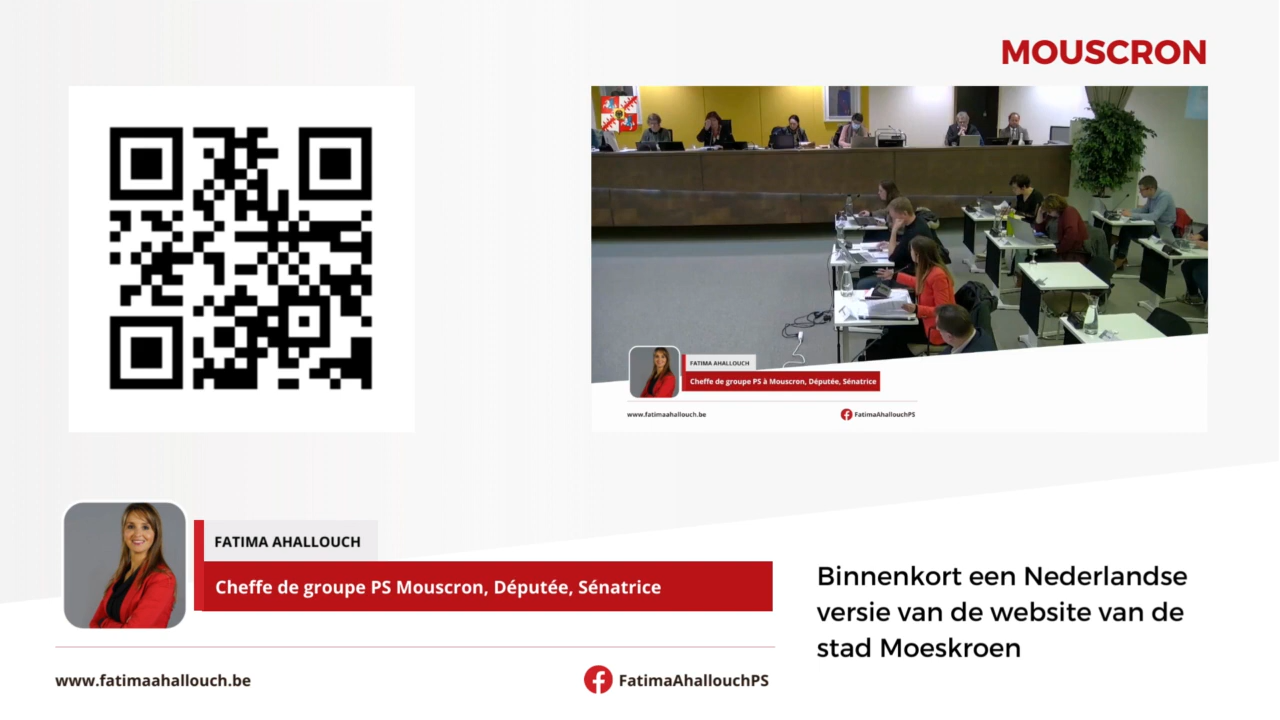 MOUSCRON
FATIMA AHALLOUCH
Cheffe de groupe PS à Mouscron, Députée, Sénatrice
www.fatimaahallouch.be
FatimaAhallouchPS
FATIMA AHALLOUCH
Cheffe de groupe PS Mouscron, Députée, Sénatrice
www.fatimaahallouch.be
FatimaAhallouchPS
Binnenkort een Nederlandse
versie van de website van de
stad Moeskroen